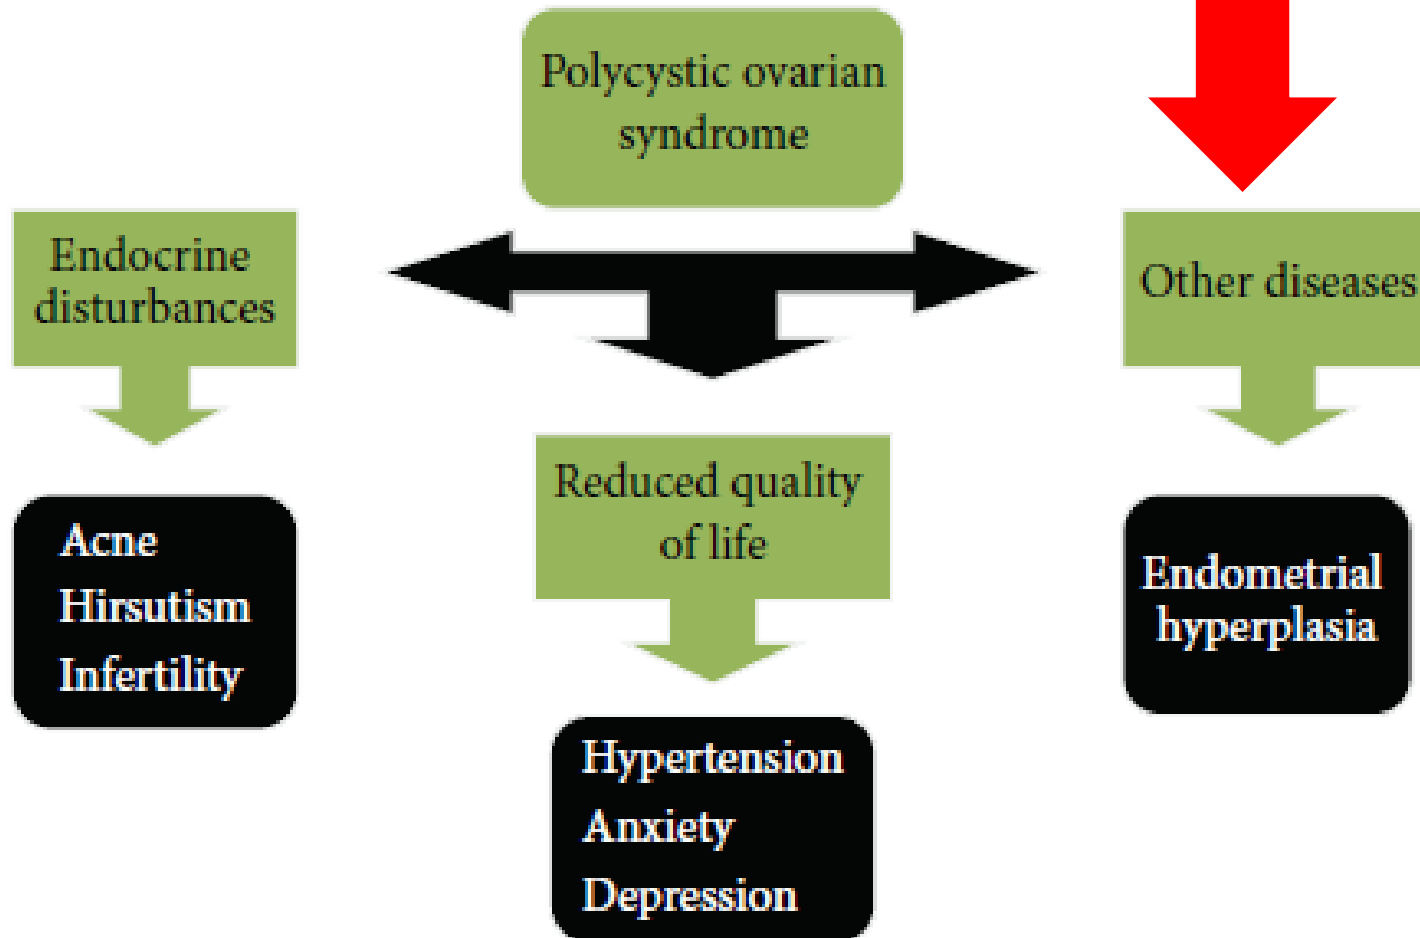 Polycystic ovarian
syndrome
Endocrine
disturbances
Other diseases
Reduced quality
of life
Acne
Hirsutism
Infertility
Endometrial
hyperplasia
Hypertension
Anxiety
Depression